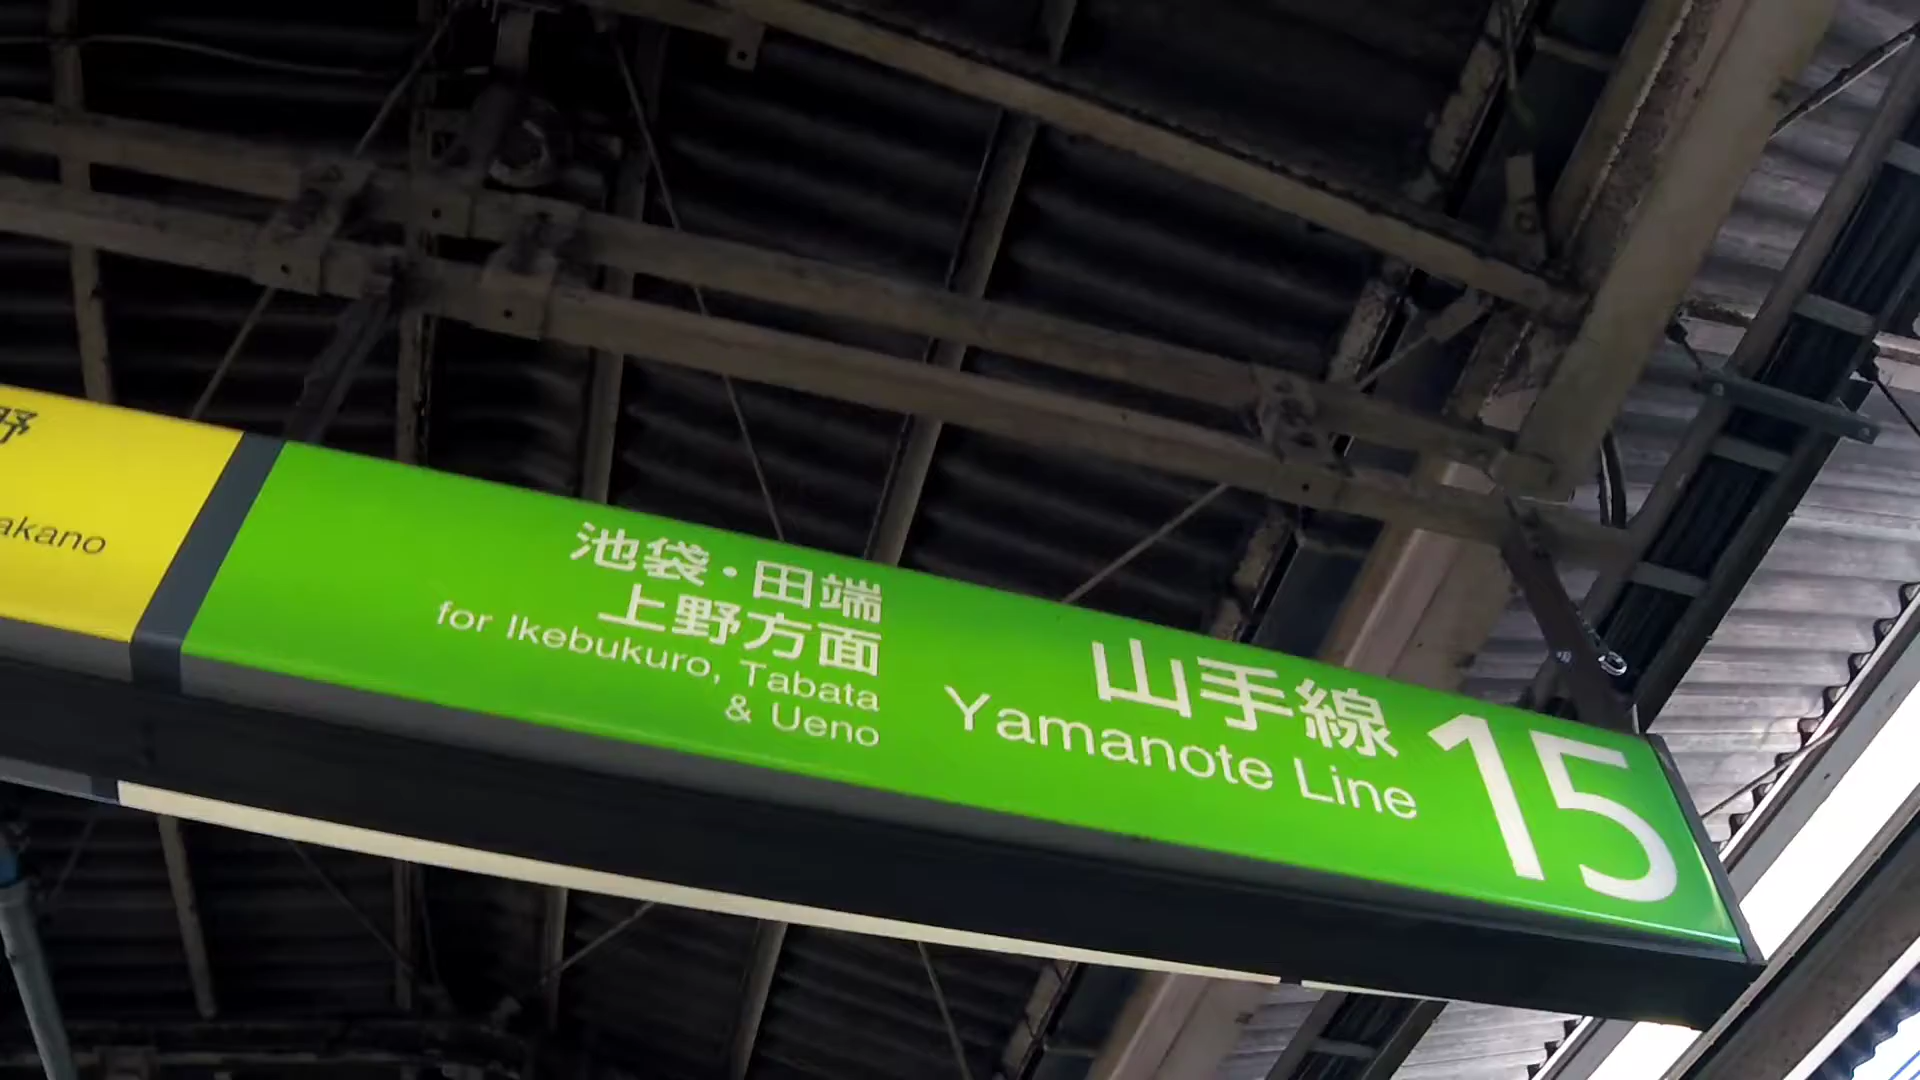 野
akano
池袋・田端
上野方面
for Ikebukuro, Tabata
& Ueno
山手線
Yamanote Line
15